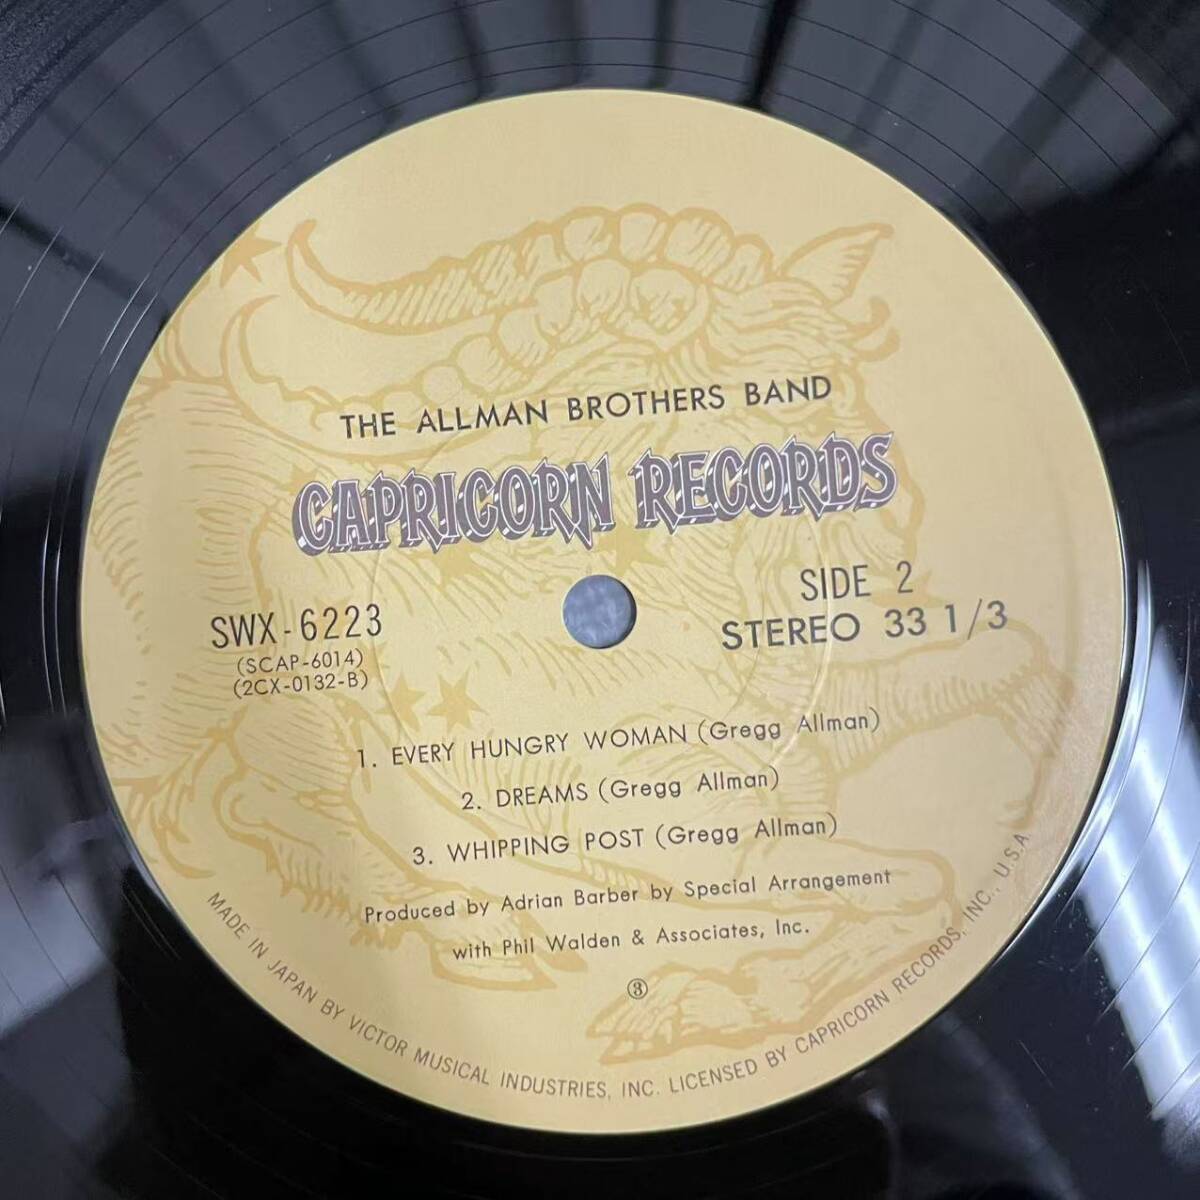 THE ALLMAN BROTHERS BAND
CAPRICORN RECORDS
SWX-6223
(SCAP-6014)
(2CX-0132-B)
SIDE 2
STEREO 33 1/3
1. EVERY HUNGRY WOMAN (Gregg Allman)
2. DREAMS (Gregg Allman)
3. WHIPPING POST (Gregg Allman)
Produced by Adrian Barber by Special Arrangement
with Phil Walden & Associates, Inc.
③
MADE IN JAPAN BY VICTOR MUSICAL INDUSTRIES, INC. LICENSED BY CAPRICORN RECORDS, INC., U.S.A